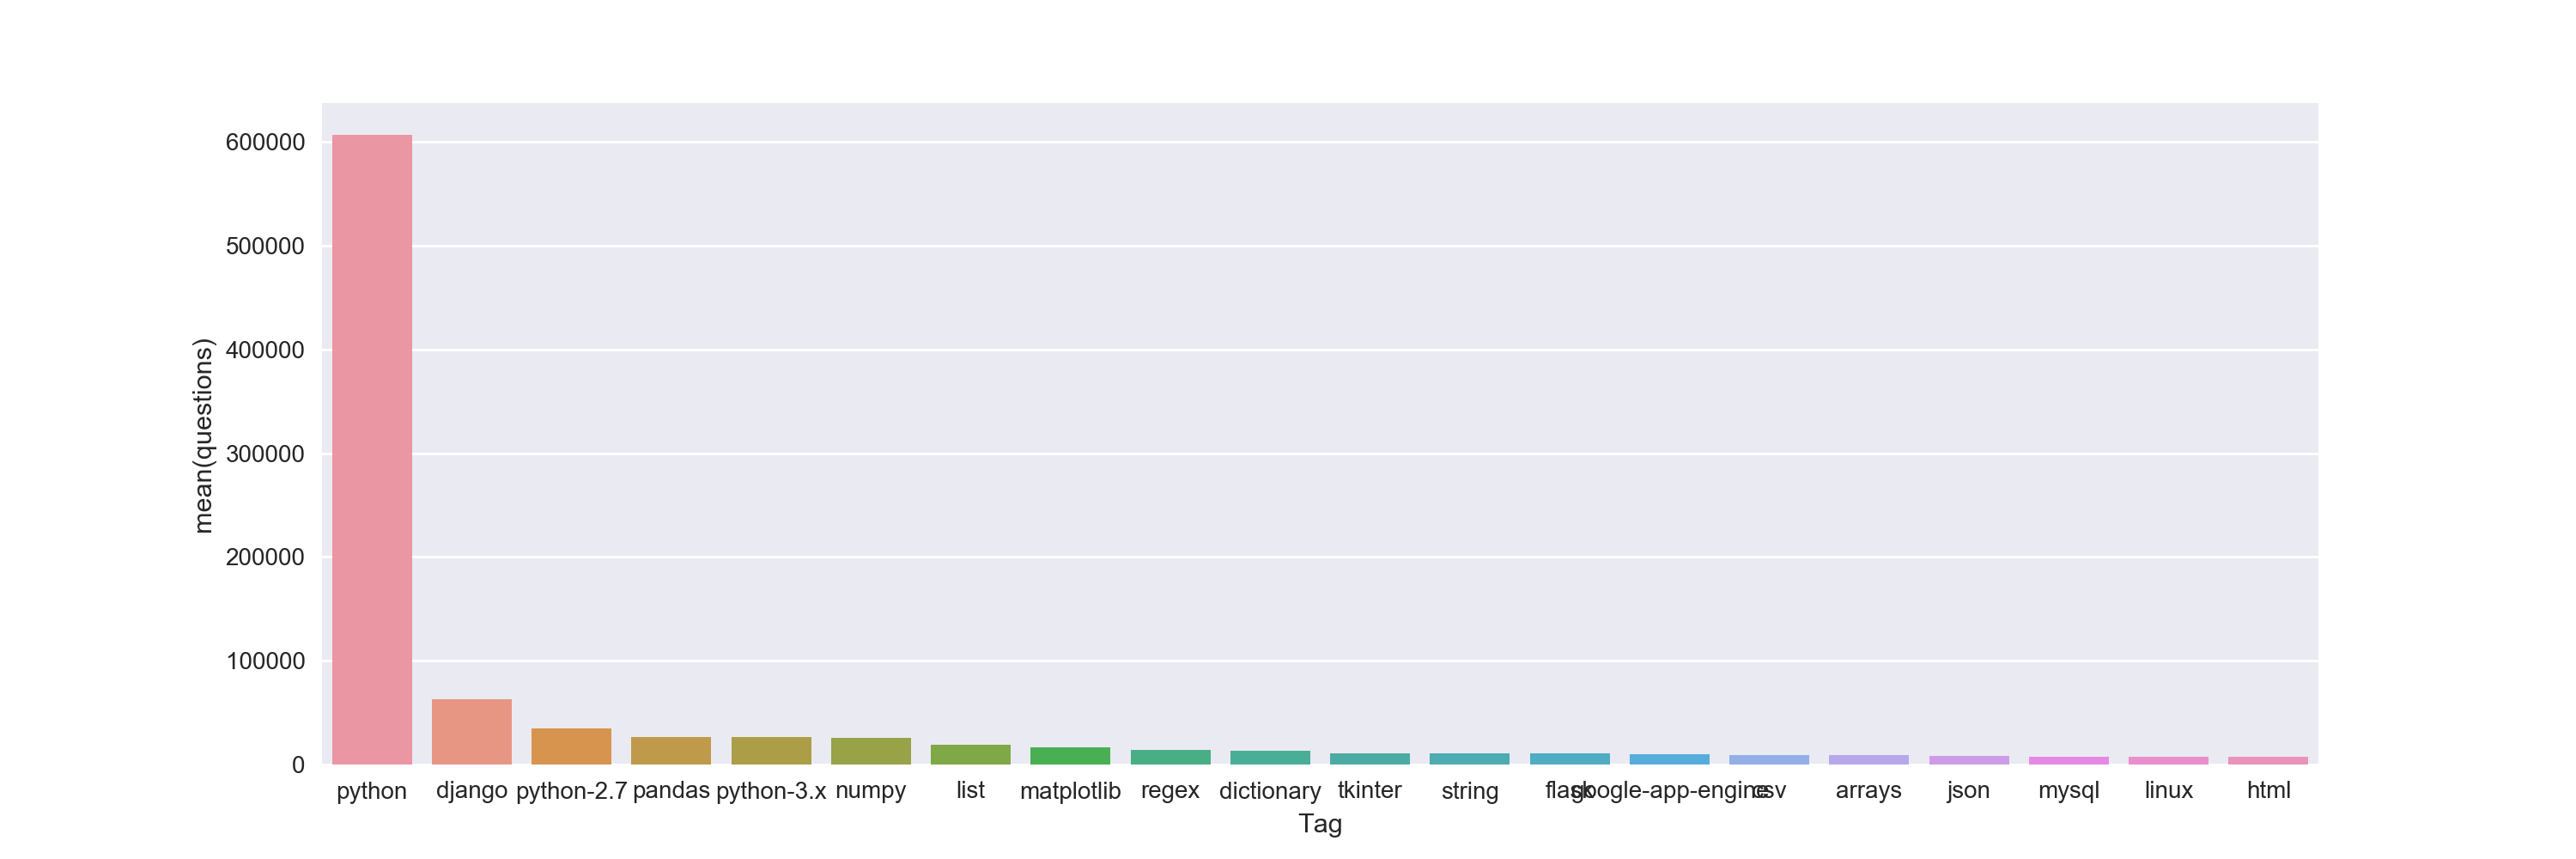 600000
500000
400000
300000
200000
100000
0
mean(questions)
python django python-2.7 pandas python-3.x numpy list matplotlib regex dictionary tkinter string flask google-app-engine csv arrays json mysql linux html
Tag